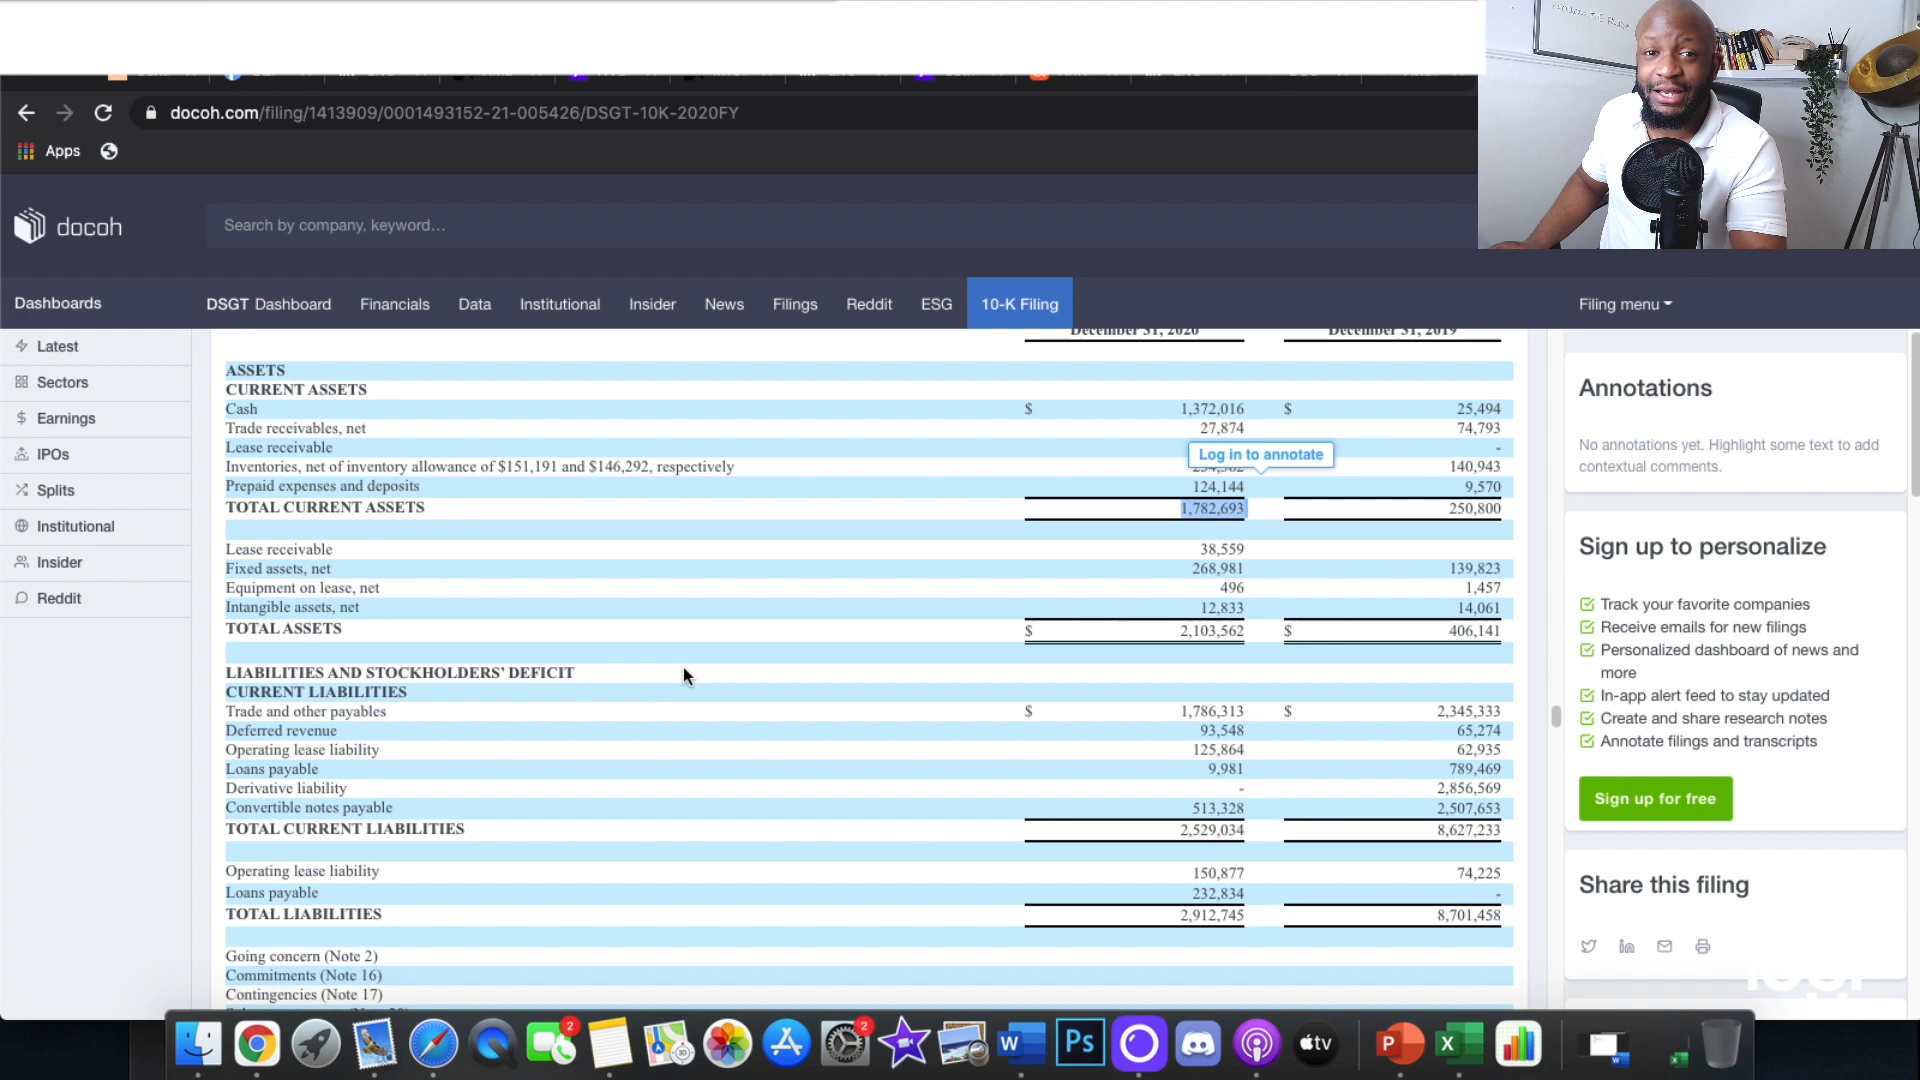 docoh.com/filing/1413909/0001493152-21-005426/DSGT-10K-2020FY
Apps
docoh
Search by company, keyword...
Dashboards
DSGT Dashboard Financials Data Institutional Insider News Filings Reddit ESG 10-K Filing Filing menu
Latest
Sectors
Earnings
IPOs
Splits
Institutional
Insider
Reddit
December 31, 2020 December 31, 2019
ASSETS
CURRENT ASSETS
Cash $ 1,372,016 $ 25,494
Trade receivables, net 27,874 74,793
Lease receivable -
Log in to annotate
Inventories, net of inventory allowance of $151,191 and $146,292, respectively 140,943
Prepaid expenses and deposits 124,144 9,570
TOTAL CURRENT ASSETS 1,782,693 250,800
Lease receivable 38,559
Fixed assets, net 268,981 139,823
Equipment on lease, net 496 1,457
Intangible assets, net 12,833 14,061
TOTAL ASSETS $ 2,103,562 $ 406,141
LIABILITIES AND STOCKHOLDERS’ DEFICIT
CURRENT LIABILITIES
Trade and other payables $ 1,786,313 $ 2,345,333
Deferred revenue 93,548 65,274
Operating lease liability 125,864 62,935
Loans payable 9,981 789,469
Derivative liability - 2,856,569
Convertible notes payable 513,328 2,507,653
TOTAL CURRENT LIABILITIES 2,529,034 8,627,233
Operating lease liability 150,877 74,225
Loans payable 232,834 -
TOTAL LIABILITIES 2,912,745 8,701,458
Going concern (Note 2)
Commitments (Note 16)
Contingencies (Note 17)
Annotations
No annotations yet. Highlight some text to add
contextual comments.
Sign up to personalize
Track your favorite companies
Receive emails for new filings
Personalized dashboard of news and
more
In-app alert feed to stay updated
Create and share research notes
Annotate filings and transcripts
Sign up for free
Share this filing
2
3D
2
W
Ps
tv
P
X